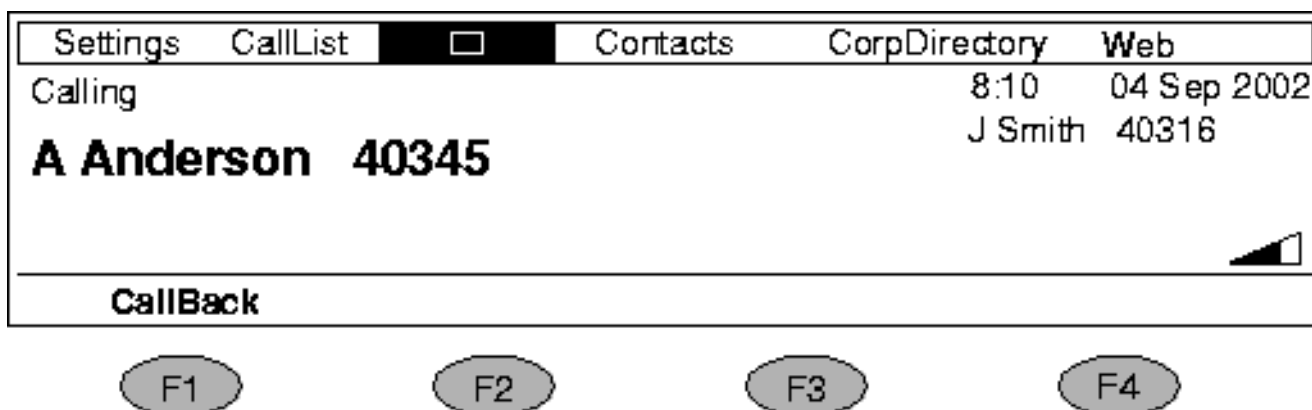 Settings CallList Contacts CorpDirectory Web
Calling 8:10 04 Sep 2002
J Smith 40316
A Anderson 40345
CallBack
F1 F2 F3 F4